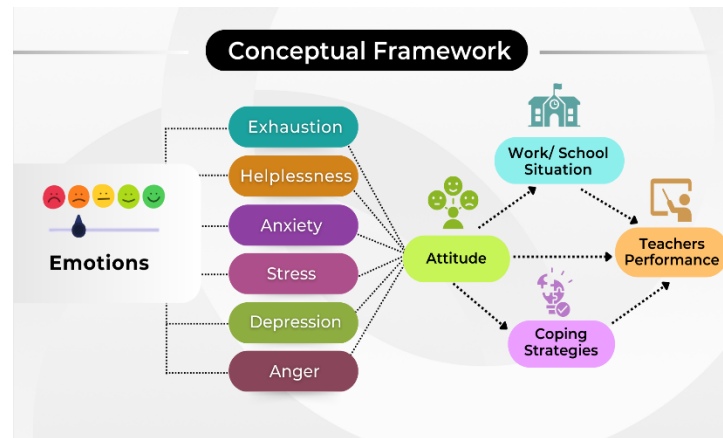 Conceptual Framework
Emotions
Exhaustion
Helplessness
Anxiety
Stress
Depression
Anger
Attitude
Work/ School
Situation
Coping
Strategies
Teachers
Performance